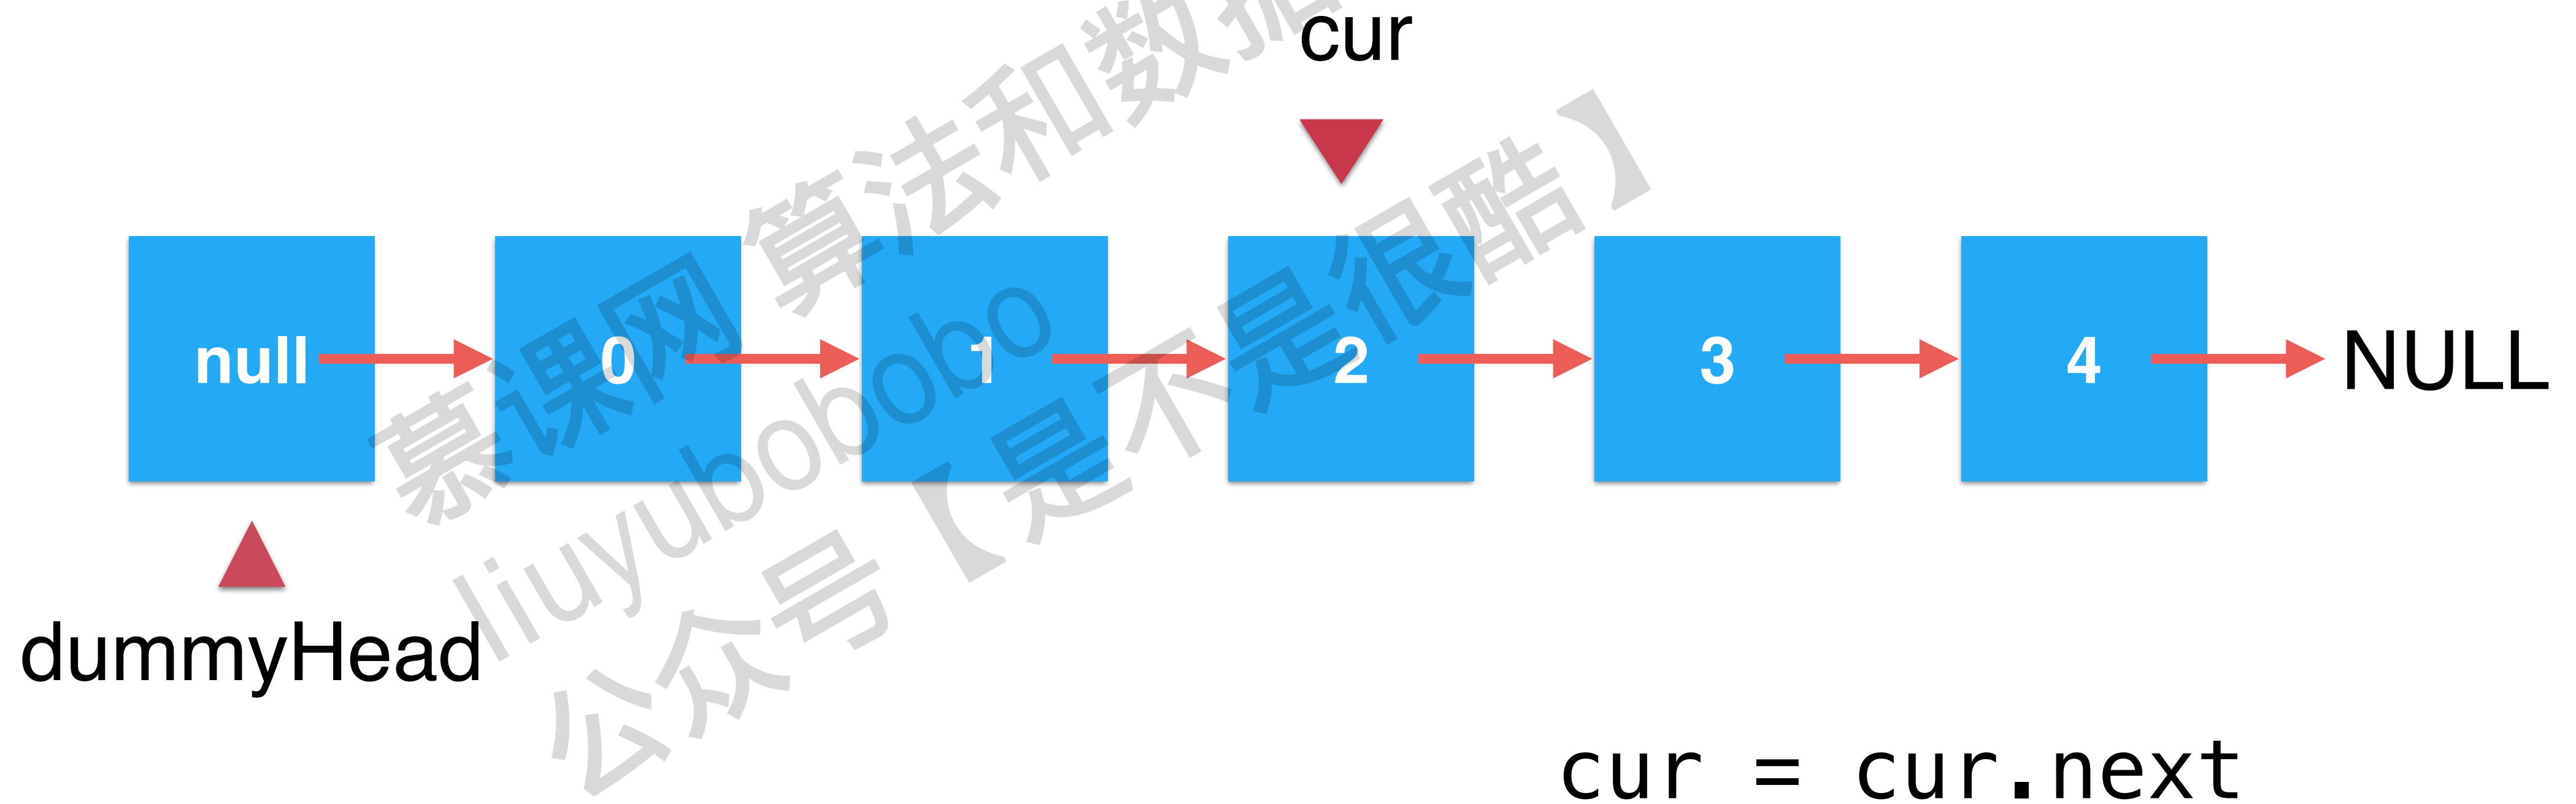 cur
null 0 1 2 3 4 NULL
dummyHead
cur = cur.next
慕课网 算法和数据
liuyubobobo
公众号【是不是很酷】